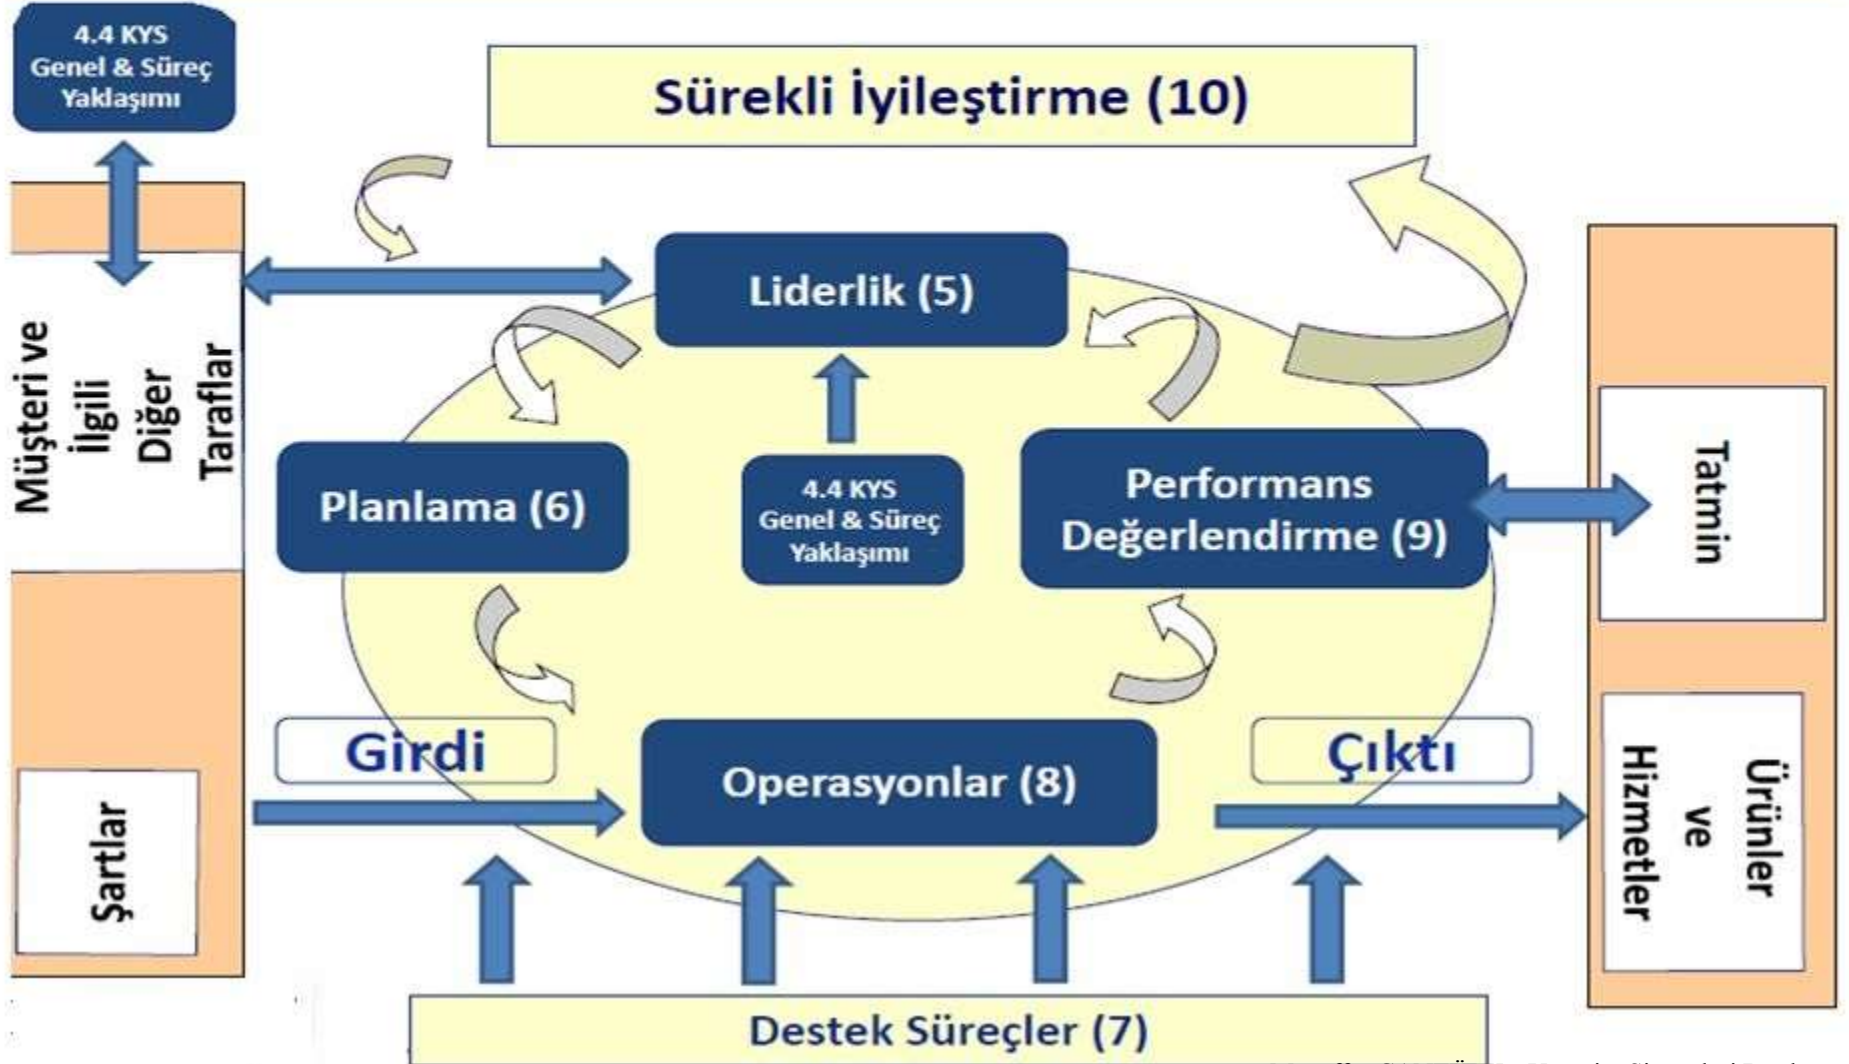 4.4 KYS
Genel & Süreç
Yaklaşımı
Sürekli İyileştirme (10)
Liderlik (5)
Müşteri ve
İlgili
Diğer
Taraflar
Planlama (6)
4.4 KYS
Genel & Süreç
Yaklaşımı
Performans
Değerlendirme (9)
Tatmin
Girdi
Operasyonlar (8)
Çıktı
Şartlar
Ürünler
ve
Hizmetler
Destek Süreçler (7)